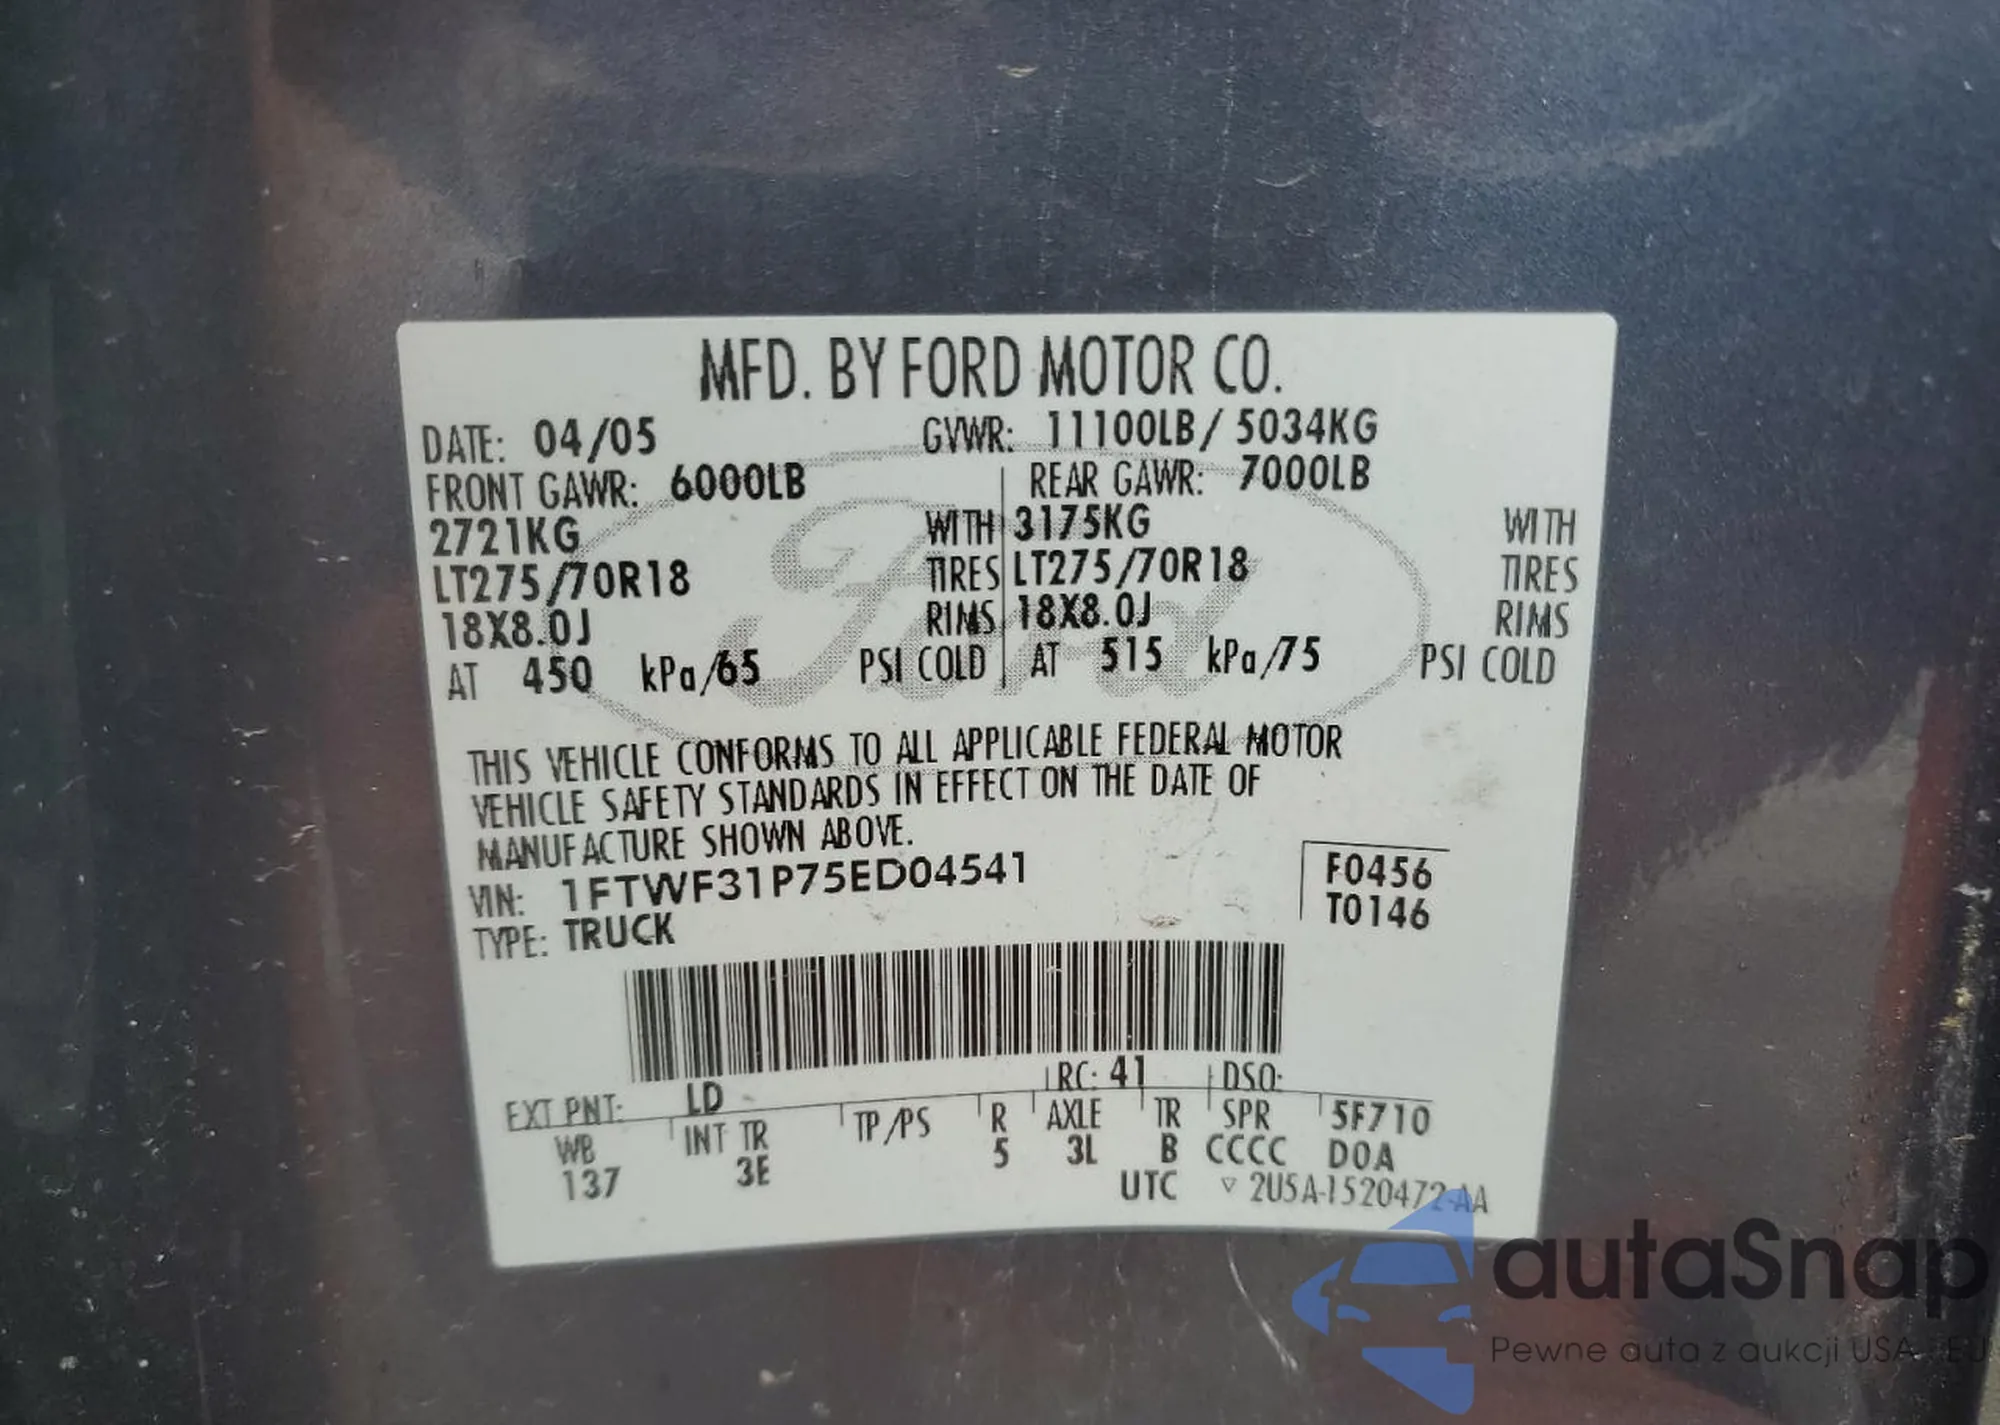 MFD. BY FORD MOTOR CO.
DATE: 04/05 GVWR: 11100LB/ 5034KG
FRONT GAWR: 6000LB REAR GAWR: 7000LB
2721KG WITH 3175KG WITH
LT275/70R18 TIRES LT275/70R18 TIRES
18X8.0J RIMS 18X8.0J RIMS
AT 450 kPa/65 PSI COLD AT 515 kPa/75 PSI COLD
Ford
THIS VEHICLE CONFORMS TO ALL APPLICABLE FEDERAL MOTOR
VEHICLE SAFETY STANDARDS IN EFFECT ON THE DATE OF
MANUFACTURE SHOWN ABOVE.
VIN: 1FTWF31P75ED04541 F0456
TYPE: TRUCK T0146
EXT PNT: LD RC: 41 DSO:
WB INT TR TP/PS R AXLE TR SPR 5F710
137 3E 5 3L B CCCC DOA
UTC ▽ 2U5A-1520472-AA
autaSnap
Pewne auta z aukcji USA - EU